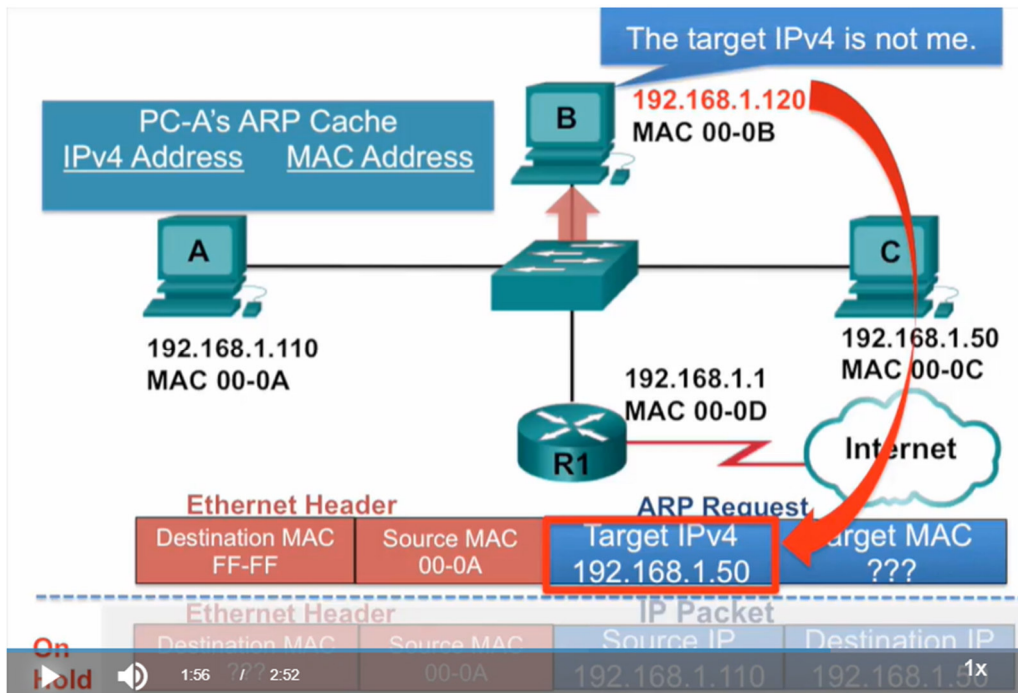 The target IPv4 is not me.
192.168.1.120
MAC 00-0B
B
PC-A's ARP Cache
IPv4 Address MAC Address
A
192.168.1.110
MAC 00-0A
C
192.168.1.50
MAC 00-0C
192.168.1.1
MAC 00-0D
R1
Internet
Ethernet Header ARP Request
Destination MAC Source MAC Target IPv4 arget MAC
FF-FF 00-0A 192.168.1.50 ???
Ethernet Header IP Packet
Destination MAC Source MAC Source IP Destination IP
??? 00-0A 192.168.1.110 192.168.1.50
On
Hold
1:56 / 2:52 1x